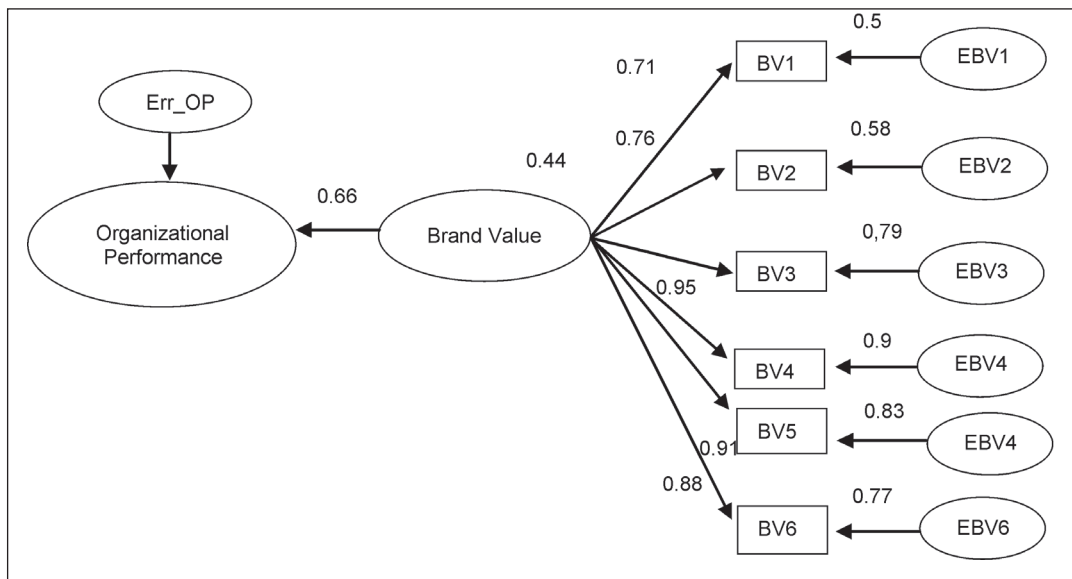 0.5
EBV1
BV1
0.71
Err_OP
0.76
0.58
EBV2
BV2
0.44
0.66
Organizational
Performance
Brand Value
0,79
EBV3
BV3
0.95
0.9
EBV4
BV4
0.83
EBV4
BV5
0.91
0.88
0.77
EBV6
BV6